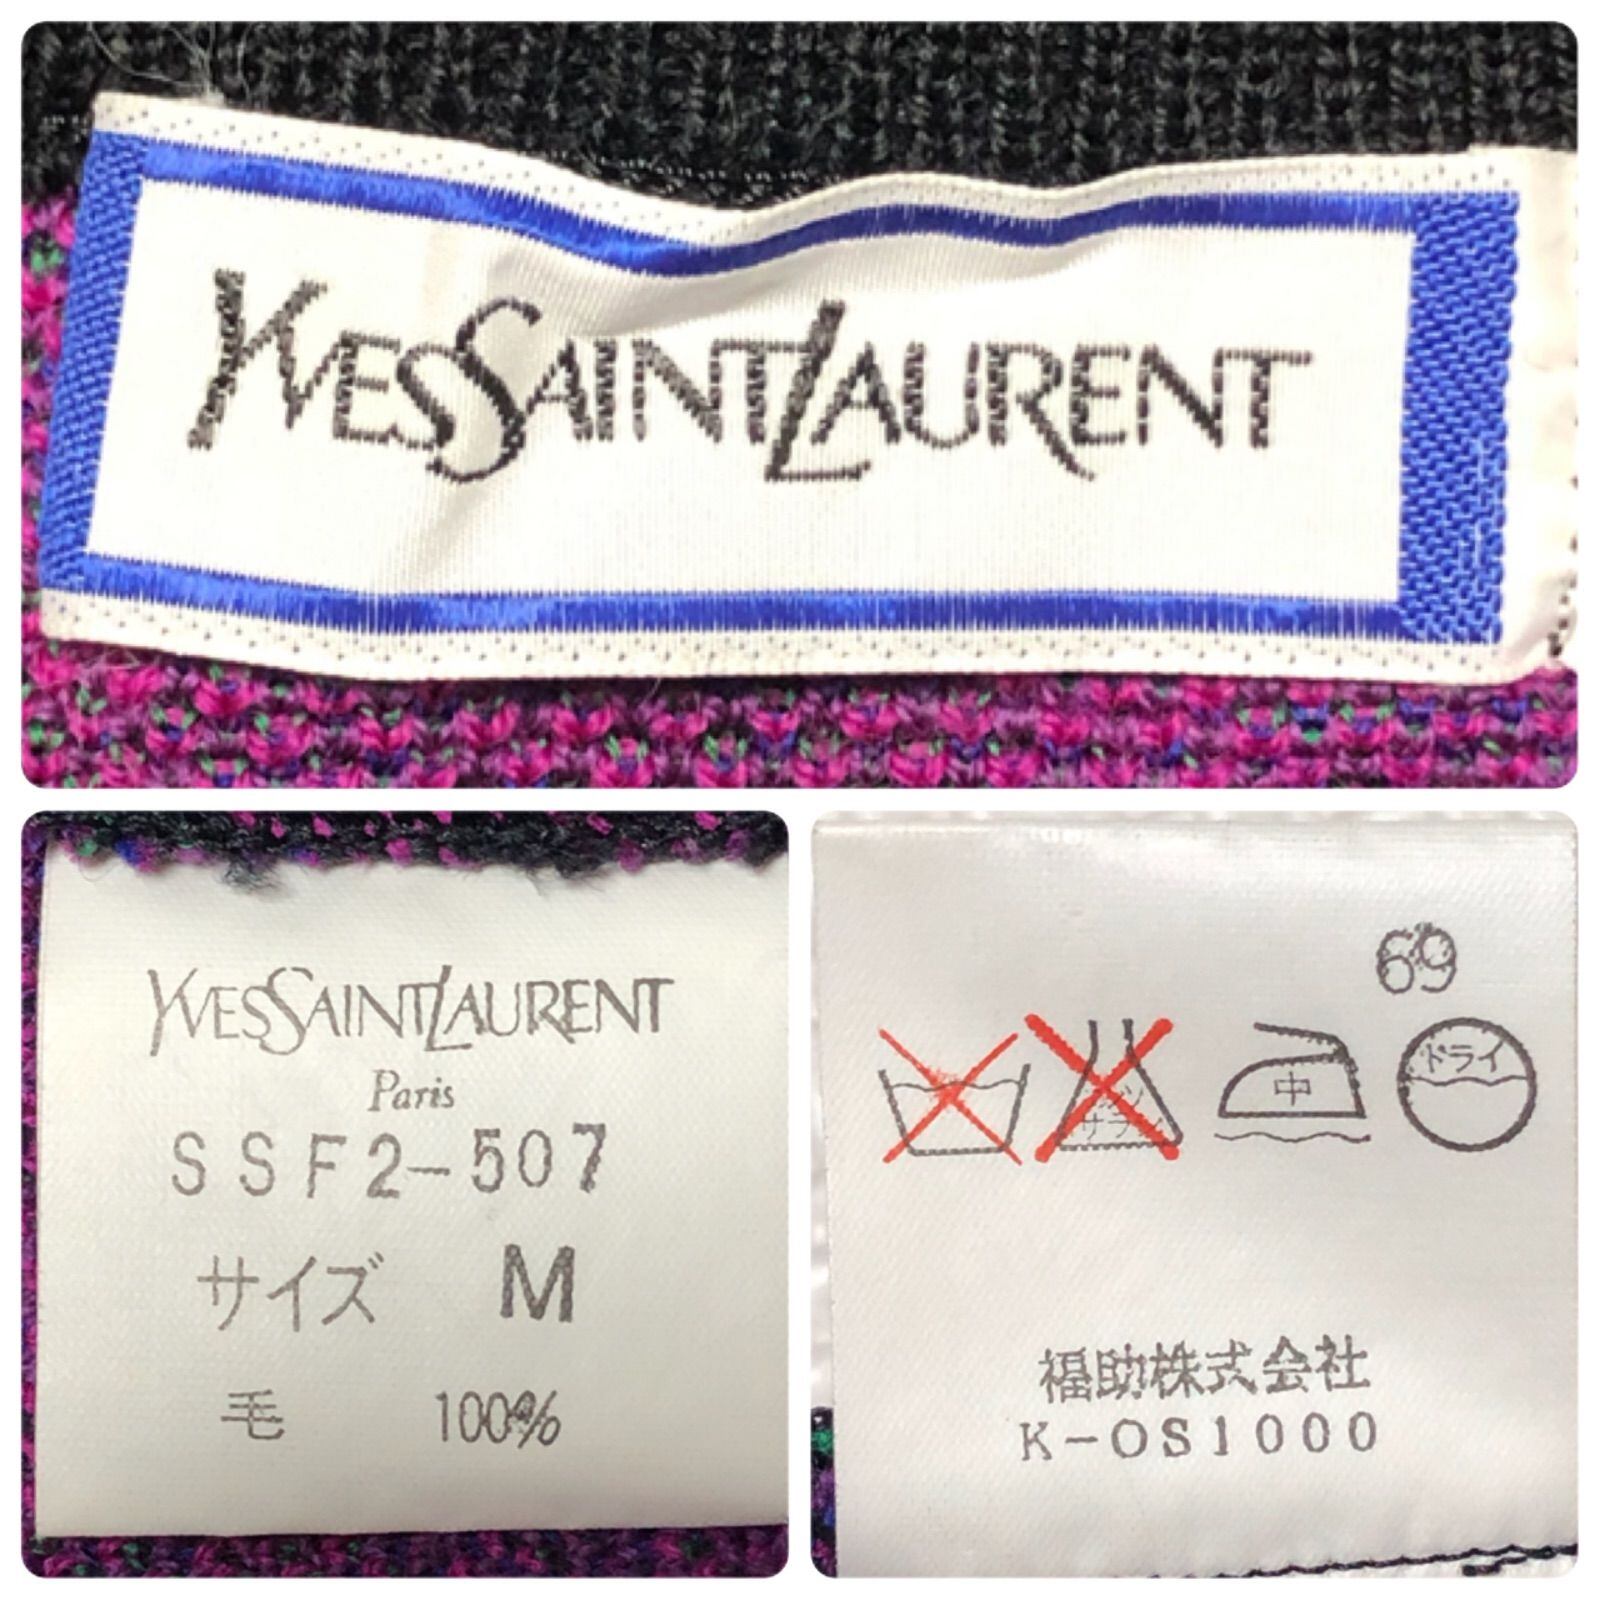 YVESSAINTLAURENT
YVESSAINTLAURENT
Paris
SSF2-507
サイズ M
毛 100%
69
中 ドライ
福助株式会社
K-OS1000